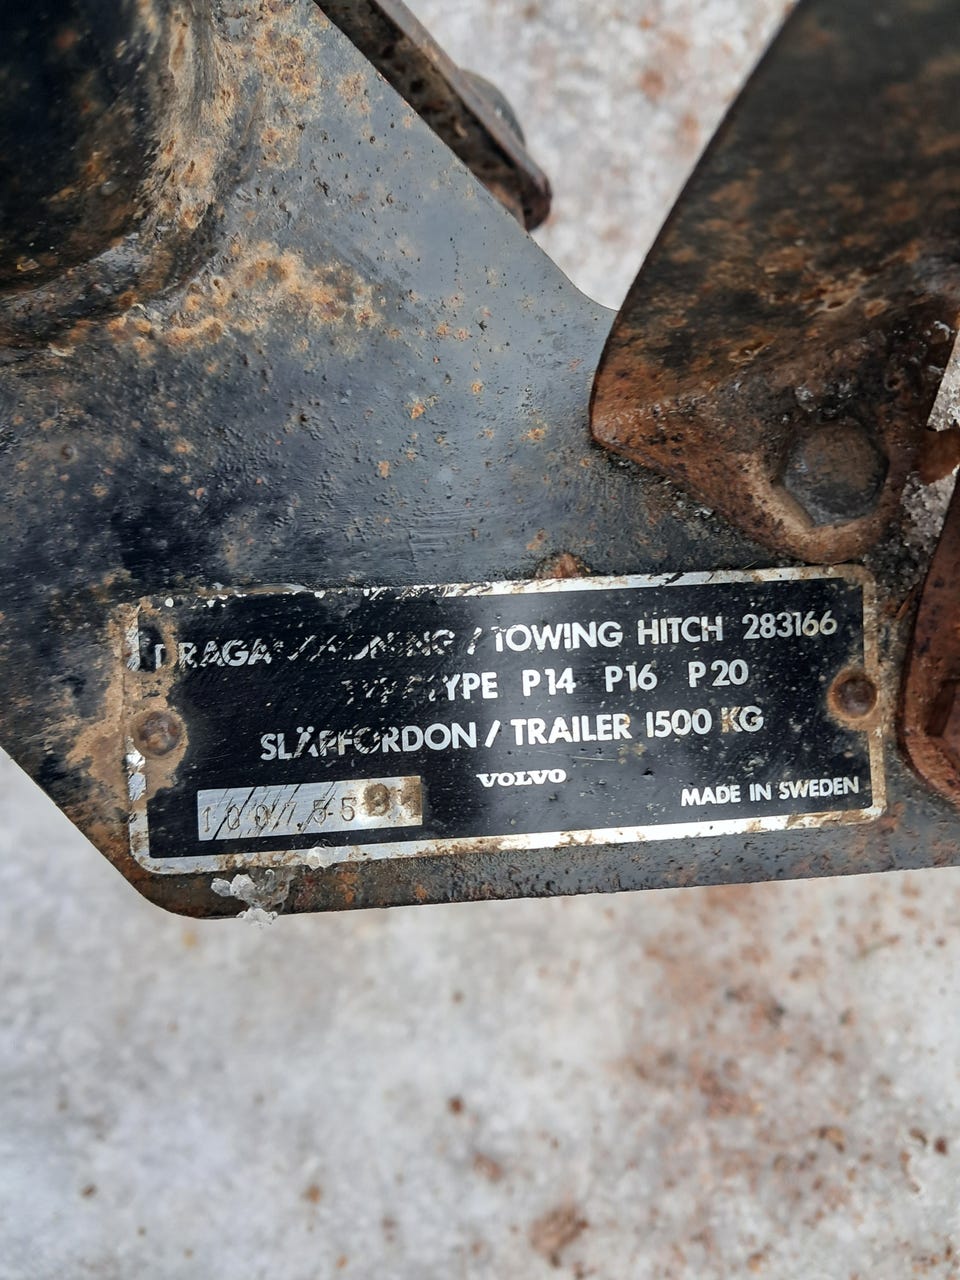 / TOWING HITCH 283166
TYPE P14 P16 P20
SLÄPFORDON / TRAILER 1500 KG
VOLVO
MADE IN SWEDEN